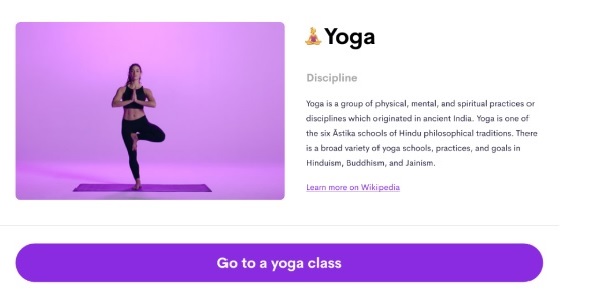 Yoga
Discipline
Yoga is a group of physical, mental, and spiritual practices or
disciplines which originated in ancient India. Yoga is one of
the six Āstika schools of Hindu philosophical traditions. There
is a broad variety of yoga schools, practices, and goals in
Hinduism, Buddhism, and Jainism.
Learn more on Wikipedia
Go to a yoga class